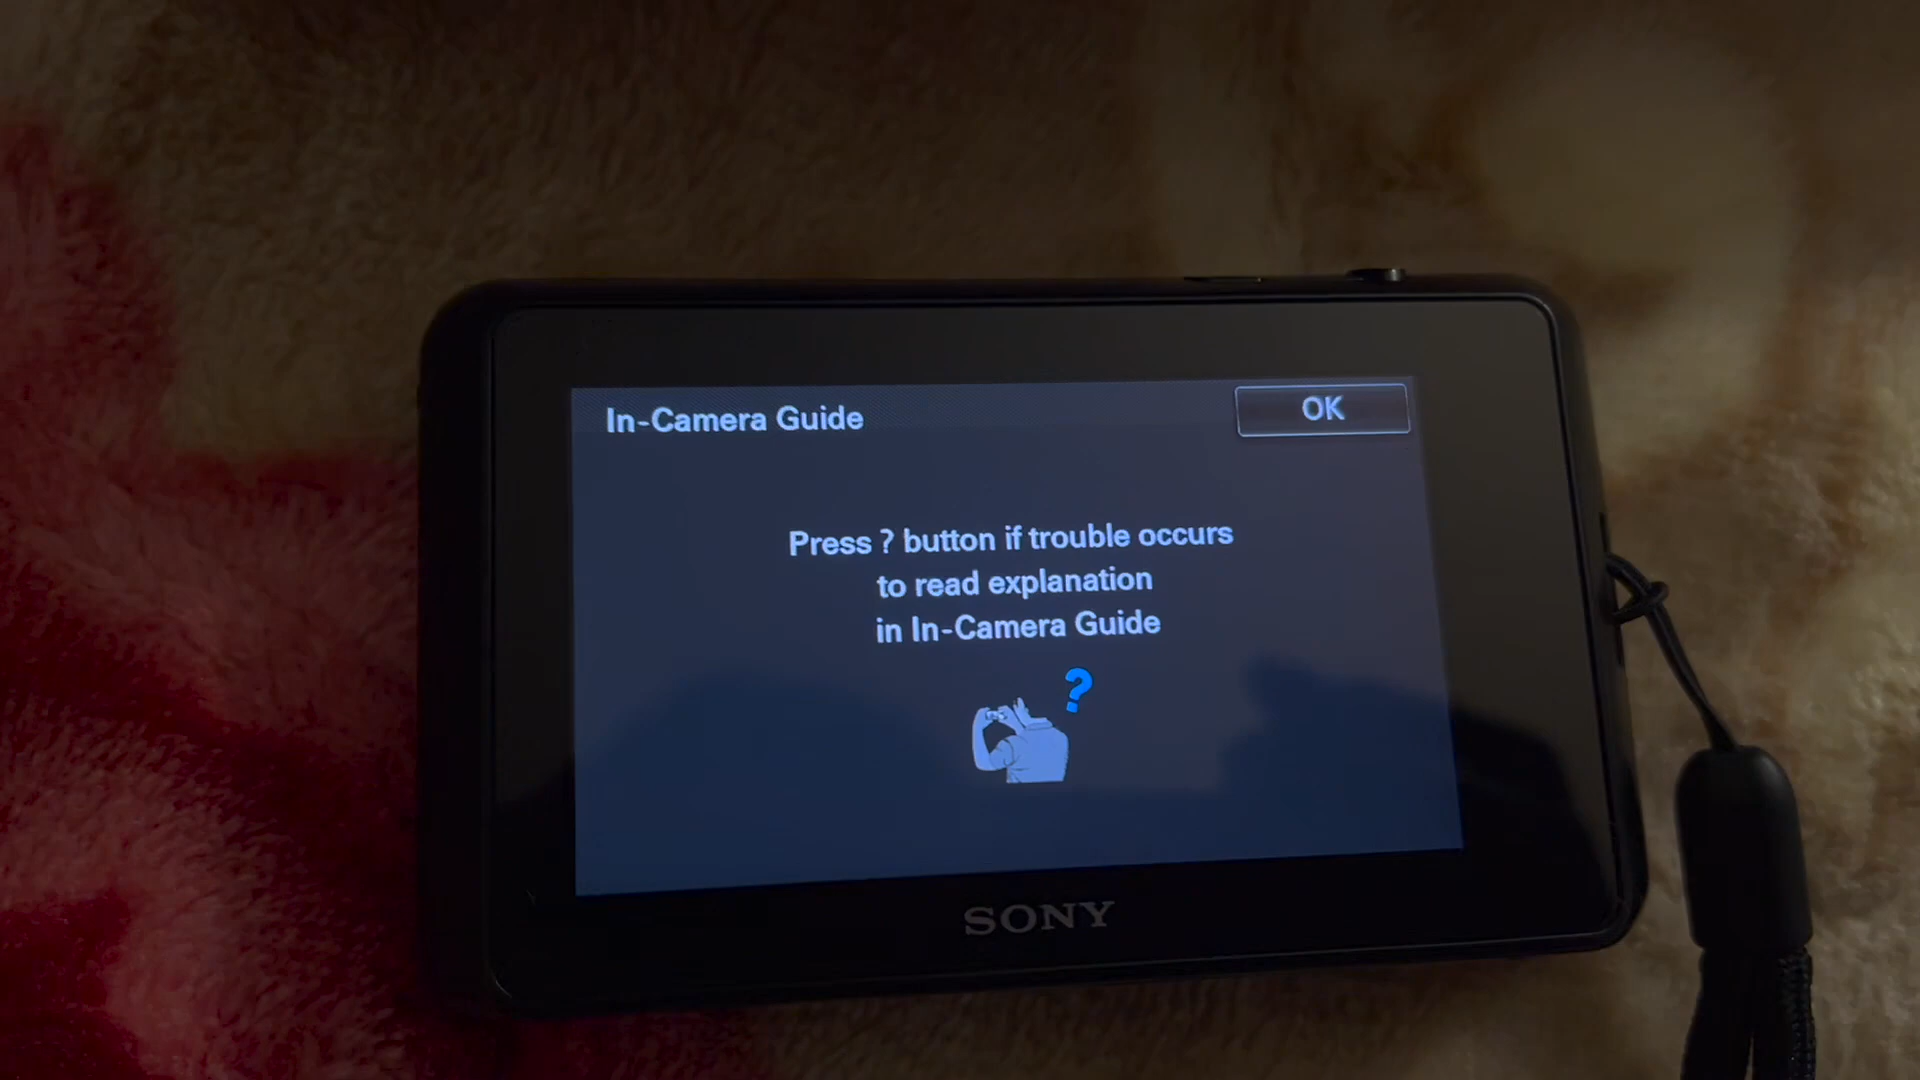 In-Camera Guide
OK
Press ? button if trouble occurs
to read explanation
in In-Camera Guide
?
SONY